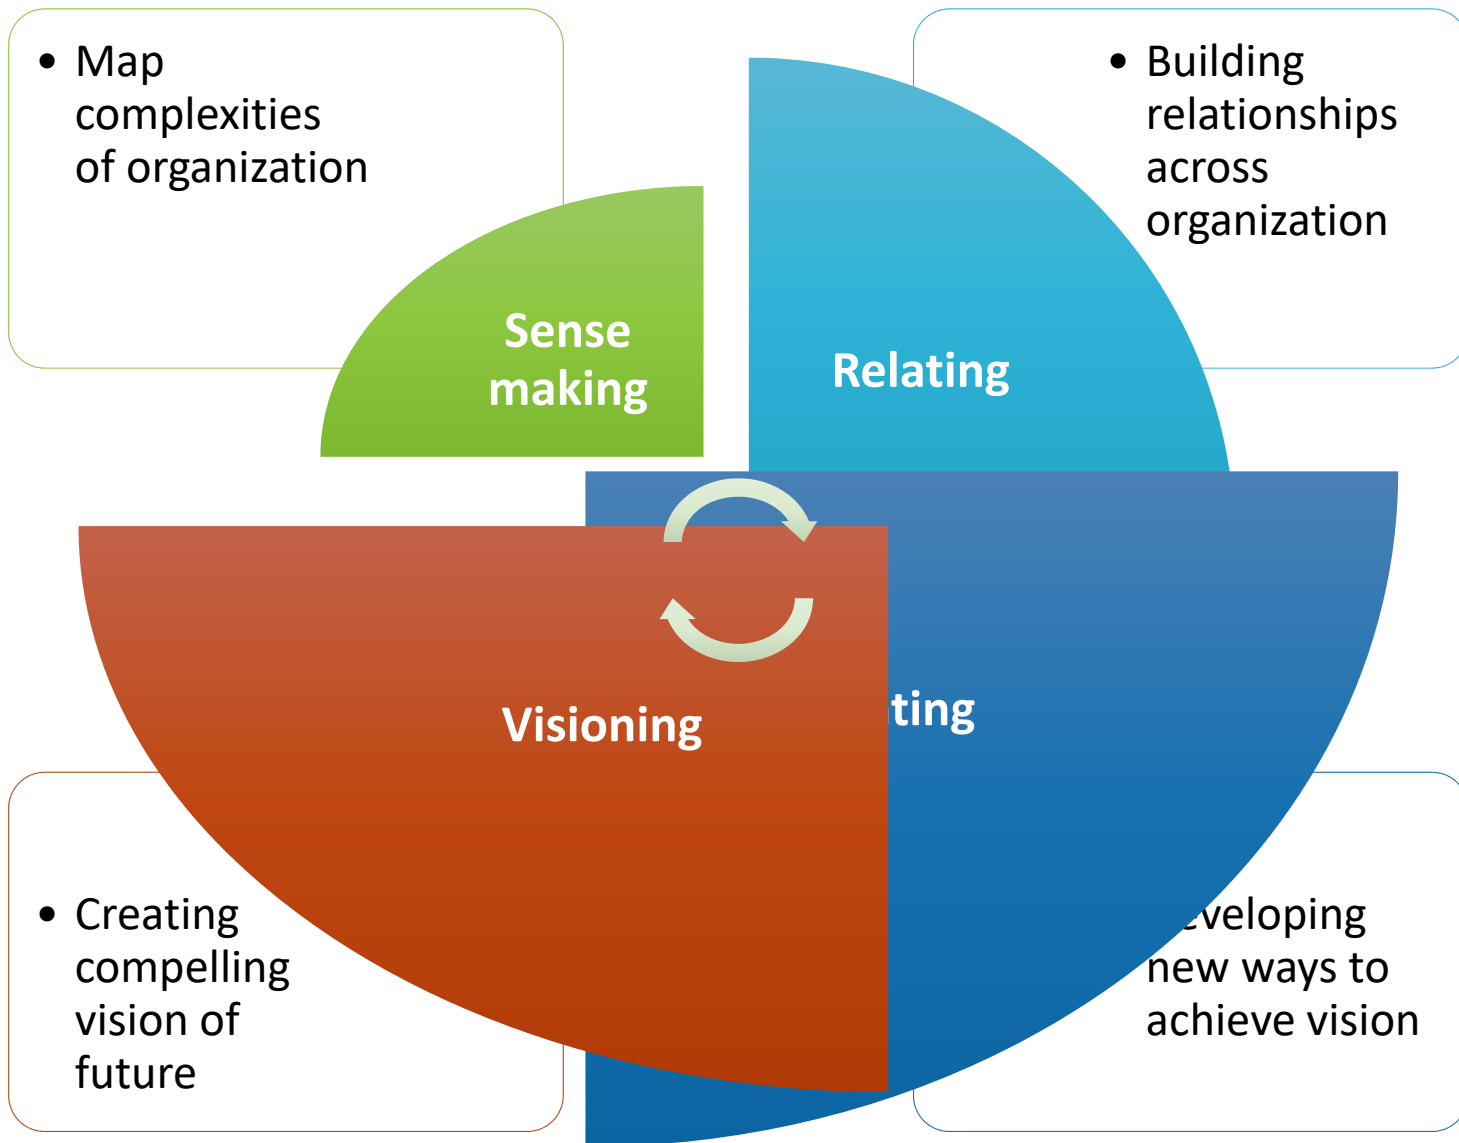 • Map
complexities
of organization
• Building
relationships
across
organization
Sense
making
Relating
Visioning
ting
• Creating
compelling
vision of
future
eveloping
new ways to
achieve vision